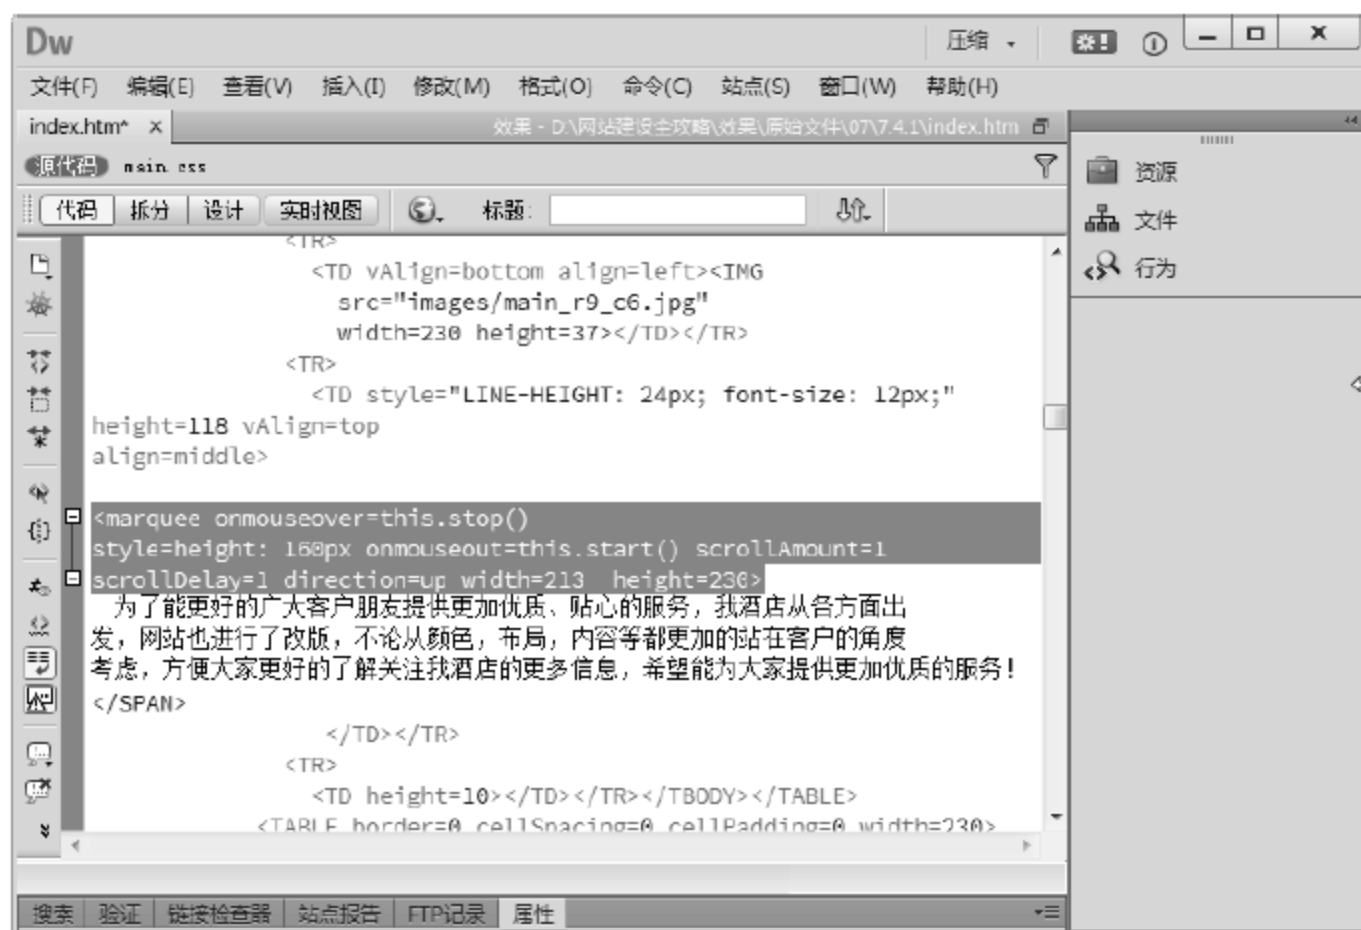 Dw
压缩
文件(F) 编辑(E) 查看(V) 插入(I) 修改(M) 格式(O) 命令(C) 站点(S) 窗口(W) 帮助(H)
index.htm* × 效果 - D:\网站建设全攻略\效果\原始文件\07\7.4.1\index.htm
源代码 main.css
代码 拆分 设计 实时视图 标题:
资源
文件
行为
<TR>
<TD vAlign=bottom align=left><IMG
src="images/main_r9_c6.jpg"
width=230 height=37></TD></TR>
<TR>
<TD style="LINE-HEIGHT: 24px; font-size: 12px;"
height=118 vAlign=top
align=middle>
<marquee onmouseover=this.stop()
style=height: 160px onmouseout=this.start() scrollAmount=1
scrollDelay=1 direction=up width=213 height=230>
为了能更好的广大客户朋友提供更加优质、贴心的服务，我酒店从各方面出
发，网站也进行了改版，不论从颜色，布局，内容等都更加的站在客户的角度
考虑，方便大家更好的了解关注我酒店的更多信息，希望能为大家提供更加优质的服务！
</SPAN>
</TD></TR>
<TR>
<TD height=10></TD></TR></TBODY></TABLE>
<TABLE border=0 cellSpacing=0 cellPadding=0 width=230>
搜索 验证 链接检查器 站点报告 FTP记录 属性